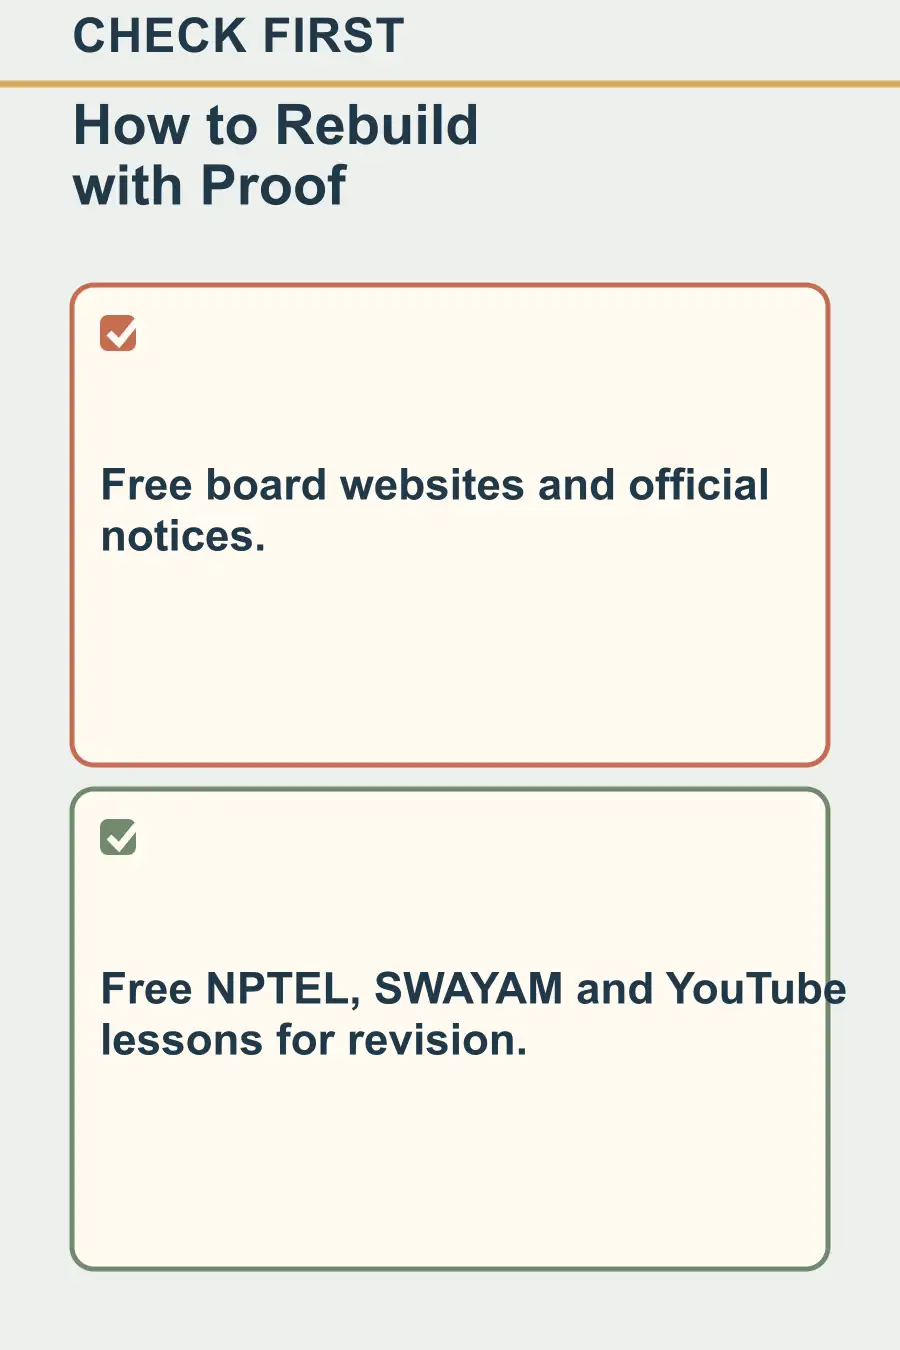 CHECK FIRST
How to Rebuild
with Proof
Free board websites and official
notices.
Free NPTEL, SWAYAM and YouTube
lessons for revision.